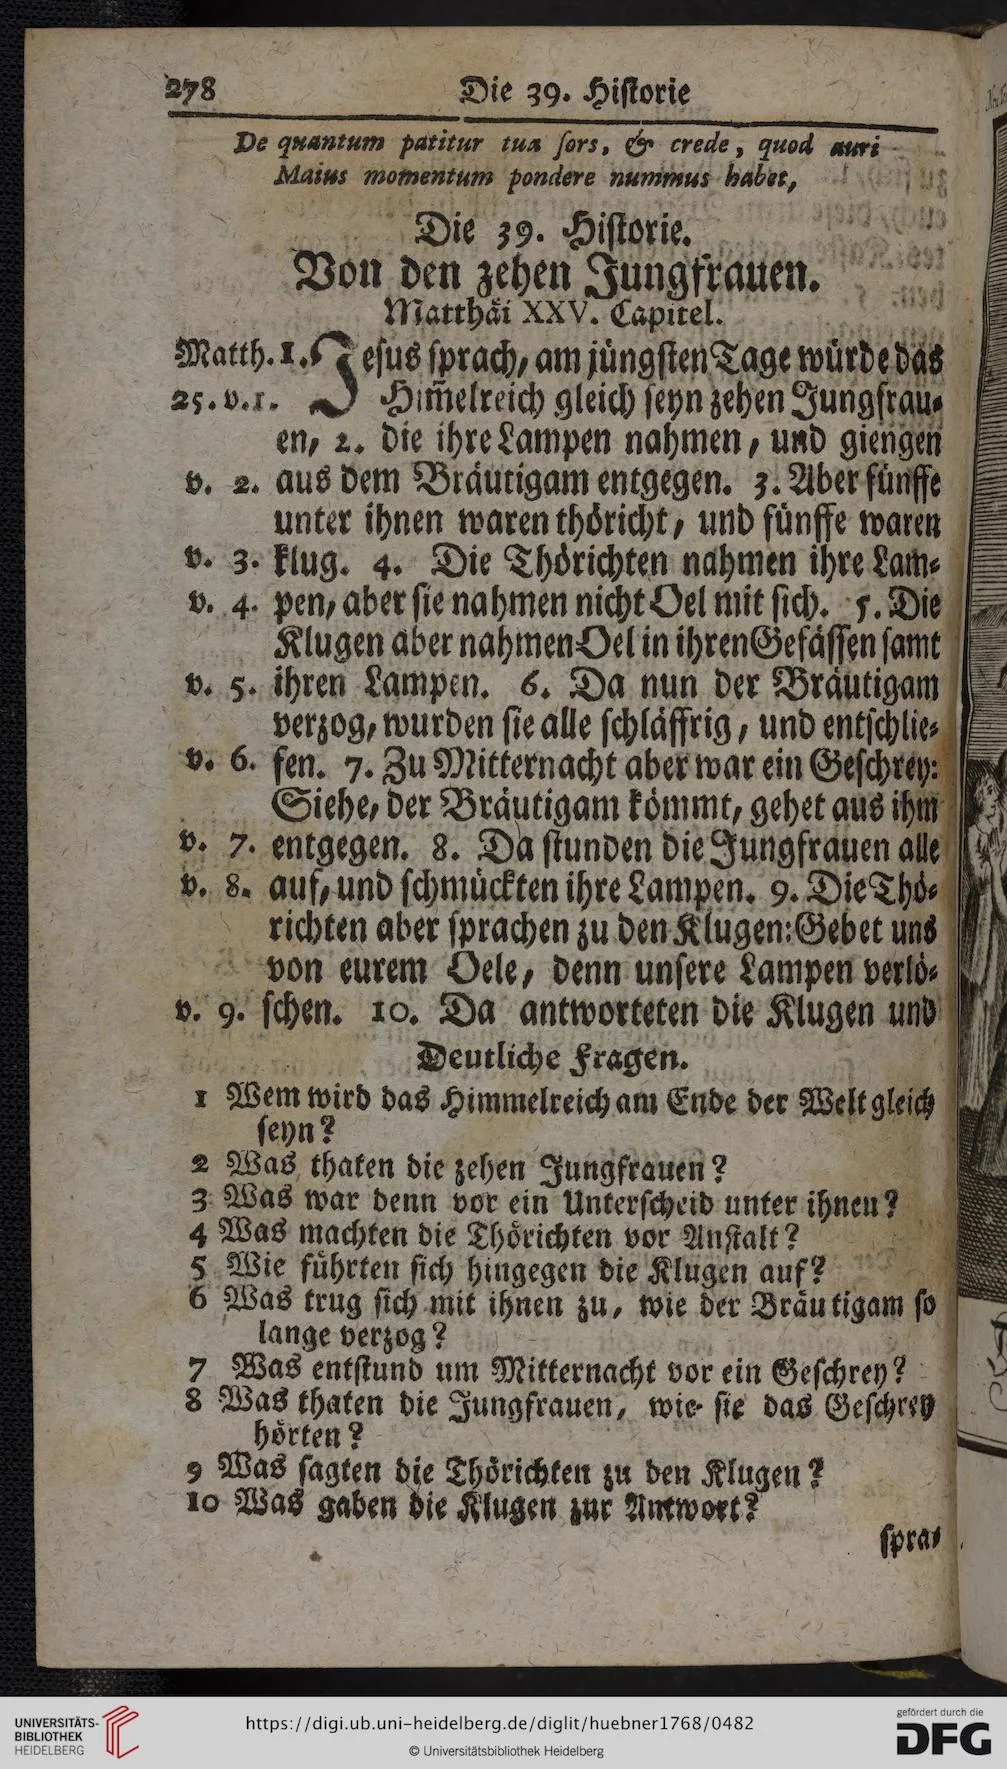 278 Die 39. Historie
De quantum patitur tua ſors, & crede, quod auri
Maius momentum pondere nummus habet,
Die 39. Hiſtorie.
Von den zehen Jungfrauen.
Matthäi XXV. Capitel.
Matth. 1. Jeſus ſprach, am jüngſten Tage würde das
25. v. 1. Him̃elreich gleich ſeyn zehen Jungfrau⸗
en, 2. die ihre Lampen nahmen, und giengen
v. 2. aus dem Bräutigam entgegen. 3. Aber fünffe
unter ihnen waren thöricht, und fünffe waren
v. 3. klug. 4. Die Thörichten nahmen ihre Lam⸗
v. 4. pen, aber ſie nahmen nicht Oel mit ſich. 5. Die
Klugen aber nahmen Oel in ihren Gefäſſen ſamt
v. 5. ihren Lampen. 6. Da nun der Bräutigam
verzog, wurden ſie alle ſchläffrig, und entſchlie⸗
v. 6. fen. 7. Zu Mitternacht aber war ein Geſchrey:
Siehe, der Bräutigam kömmt, gehet aus ihm
v. 7. entgegen. 8. Da ſtunden die Jungfrauen alle
v. 8. auf, und ſchmückten ihre Lampen. 9. Die Thö⸗
richten aber ſprachen zu den Klugen: Gebet uns
von eurem Oele, denn unſere Lampen verlö⸗
v. 9. ſchen. 10. Da antworteten die Klugen und
Deutliche Fragen.
1 Wem wird das Himmelreich am Ende der Welt gleich
ſeyn?
2 Was thaten die zehen Jungfrauen?
3 Was war denn vor ein Unterſcheid unter ihnen?
4 Was machten die Thörichten vor Anſtalt?
5 Wie führten ſich hingegen die Klugen auf?
6 Was trug ſich mit ihnen zu, wie der Bräutigam ſo
lange verzog?
7 Was entſtund um Mitternacht vor ein Geſchrey?
8 Was thaten die Jungfrauen, wie ſie das Geſchrey
hörten?
9 Was ſagten die Thörichten zu den Klugen?
10 Was gaben die Klugen zur Antwort?
ſpra⸗
UNIVERSITÄTS-
BIBLIOTHEK
HEIDELBERG
https://digi.ub.uni-heidelberg.de/diglit/huebner1768/0482
© Universitätsbibliothek Heidelberg
gefördert durch die
DFG